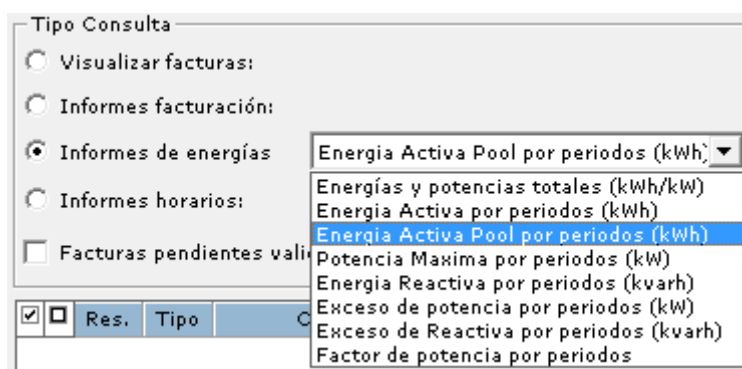 Tipo Consulta
Visualizar facturas:
Informes facturación:
Informes de energías
Energia Activa Pool por periodos (kWh)
Energías y potencias totales (kWh/kW)
Informes horarios:
Energia Activa por periodos (kWh)
Energia Activa Pool por periodos (kWh)
Facturas pendientes
Potencia Maxima por periodos (kW)
Energia Reactiva por periodos (kvarh)
Res. Tipo C
Exceso de potencia por periodos (kW)
Exceso de Reactiva por periodos (kvarh)
Factor de potencia por periodos